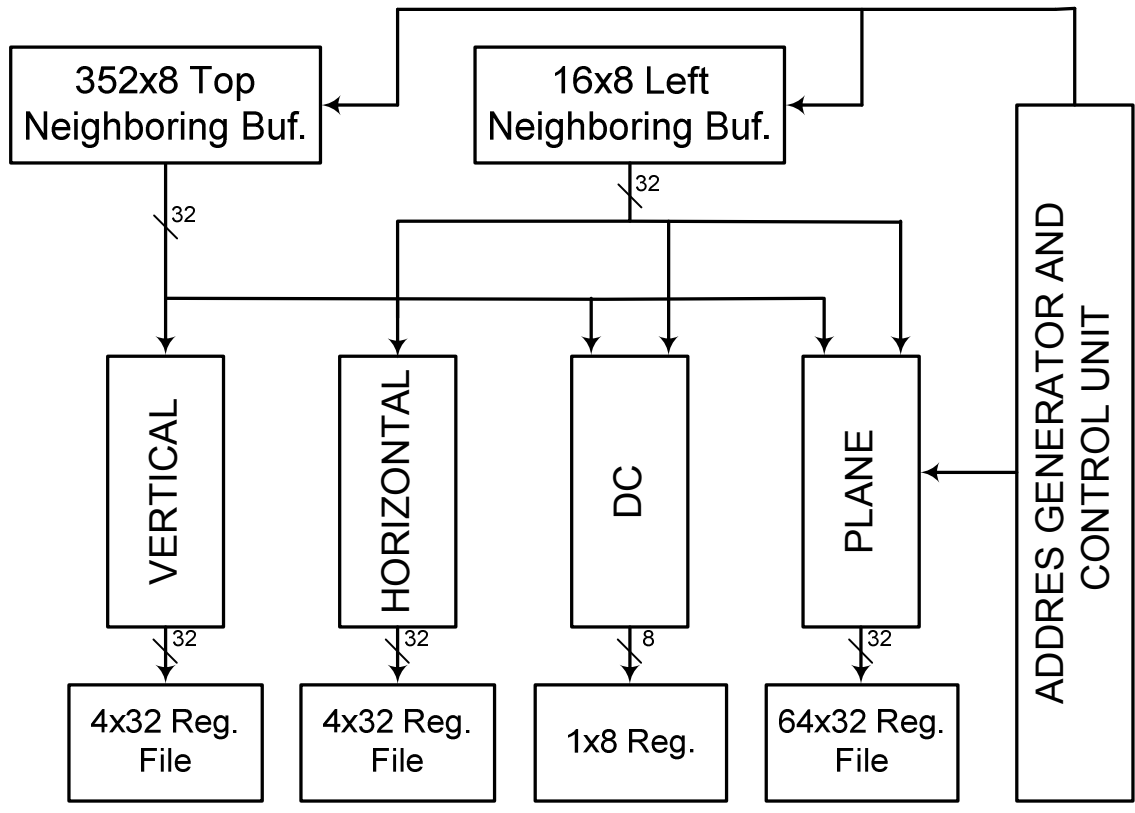 352x8 Top
Neighboring Buf.
16x8 Left
Neighboring Buf.
32
32
VERTICAL
HORIZONTAL
DC
PLANE
ADDRES GENERATOR AND
CONTROL UNIT
32
32
8
32
4x32 Reg.
File
4x32 Reg.
File
1x8 Reg.
64x32 Reg.
File